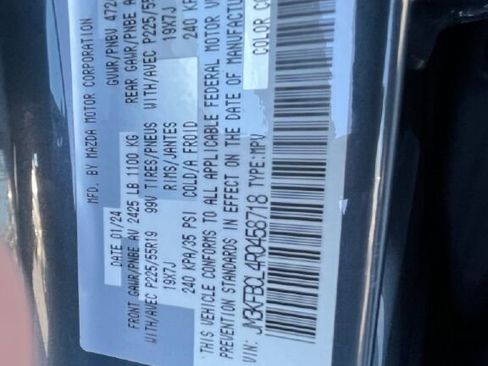 MFD. BY MAZDA MOTOR CORPORATION
DATE 01/24 GVWR/PNBV 472
FRONT GAWR/PNBE AV 2425 LB 1100 KG REAR GAWR/PNBE AV
WITH/AVEC P225/55R19 99V TIRES/PNEUS WITH/AVEC P225/55
19X7J RIMS/JANTES 19X7J
240 KPA/35 PSI COLD/A FROID 240 KP
THIS VEHICLE CONFORMS TO ALL APPLICABLE FEDERAL MOTOR V
PREVENTION STANDARDS IN EFFECT ON THE DATE OF MANUFACTUR
VIN: JM3KFBCL4R0458718 TYPE:MPV COLOR CO